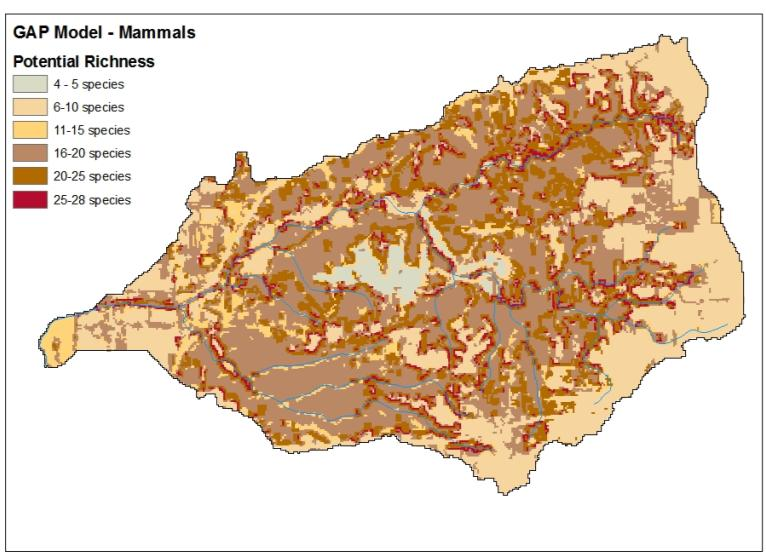 GAP Model - Mammals
Potential Richness
4 - 5 species
6-10 species
11-15 species
16-20 species
20-25 species
25-28 species